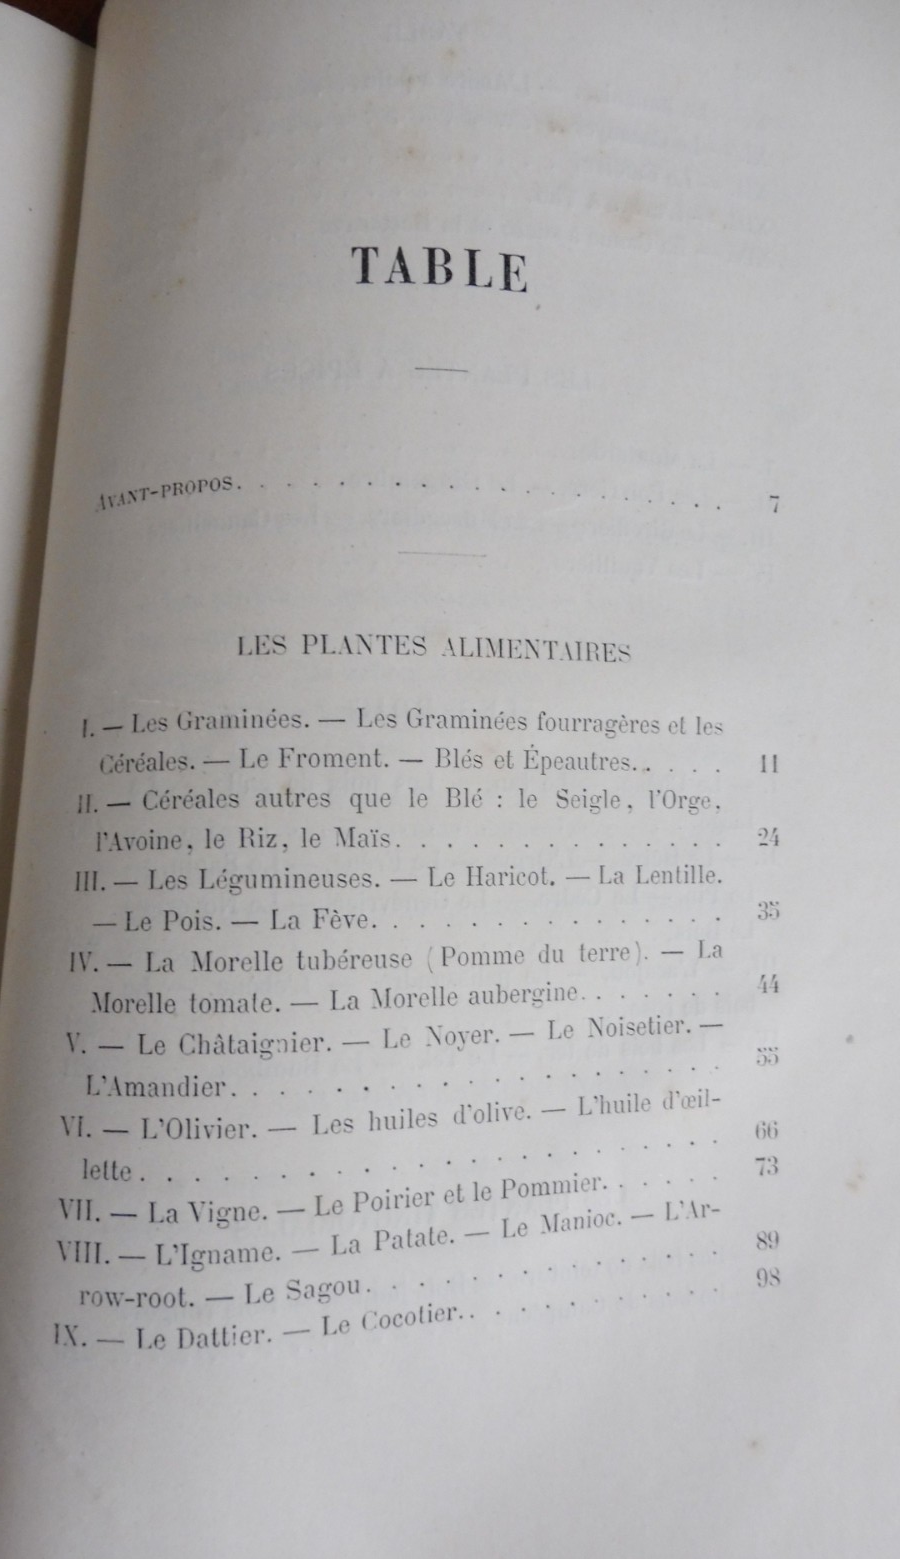 TABLE
AVANT-PROPOS. . . . . . . . . . . . . . . . . . . 7
LES PLANTES ALIMENTAIRES
I. — Les Graminées. — Les Graminées fourragères et les
Céréales. — Le Froment. — Blés et Épeautres. . . . . 11
II. — Céréales autres que le Blé : le Seigle, l'Orge,
l'Avoine, le Riz, le Maïs. . . . . . . . . . . . . . 24
III. — Les Légumineuses. — Le Haricot. — La Lentille.
— Le Pois. — La Fève. . . . . . . . . . . . . . . 35
IV. — La Morelle tubéreuse (Pomme du terre). — La
Morelle tomate. — La Morelle aubergine. . . . . . . 44
V. — Le Châtaignier. — Le Noyer. — Le Noisetier. —
L'Amandier. . . . . . . . . . . . . . . . . . . . 55
VI. — L'Olivier. — Les huiles d'olive. — L'huile d'œil-
lette . . . . . . . . . . . . . . . . . . . . . . 66
VII. — La Vigne. — Le Poirier et le Pommier. . . . . . 73
VIII. — L'Igname. — La Patate. — Le Manioc. — L'Ar-
row-root. — Le Sagou. . . . . . . . . . . . . . . 89
IX. — Le Dattier. — Le Cocotier. . . . . . . . . . . . 98